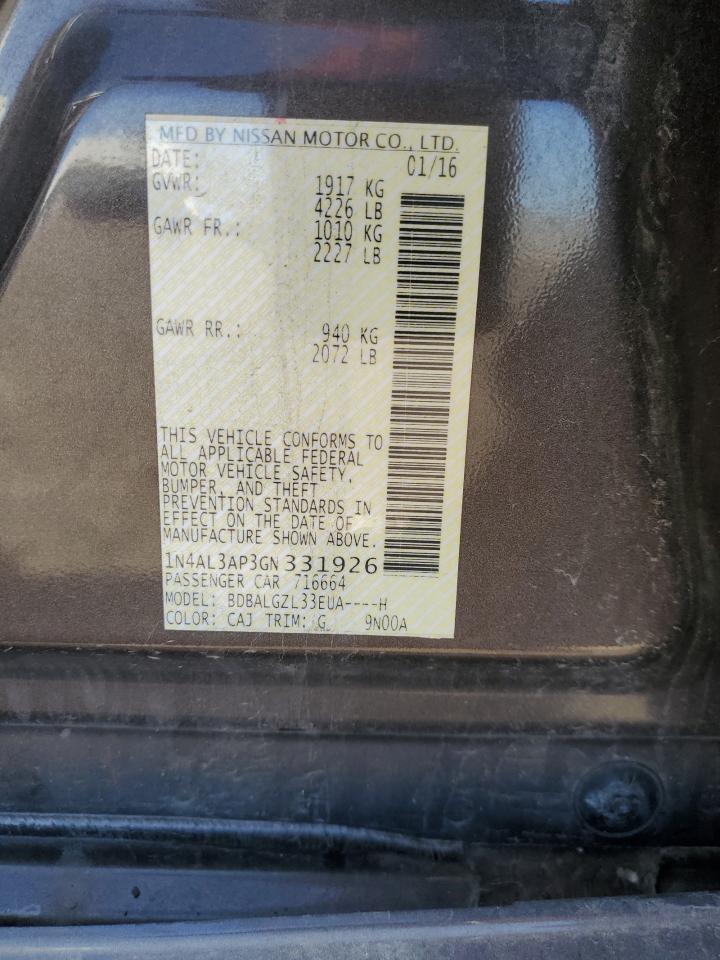 MFD BY NISSAN MOTOR CO., LTD.
DATE: 01/16
GVWR: 1917 KG
4226 LB
GAWR FR.: 1010 KG
2227 LB
GAWR RR.: 940 KG
2072 LB
THIS VEHICLE CONFORMS TO
ALL APPLICABLE FEDERAL
MOTOR VEHICLE SAFETY,
BUMPER, AND THEFT
PREVENTION STANDARDS IN
EFFECT ON THE DATE OF
MANUFACTURE SHOWN ABOVE.
1N4AL3AP3GN331926
PASSENGER CAR 716664
MODEL: BDBALGZL33EUA----H
COLOR: CAJ TRIM: G 9N00A